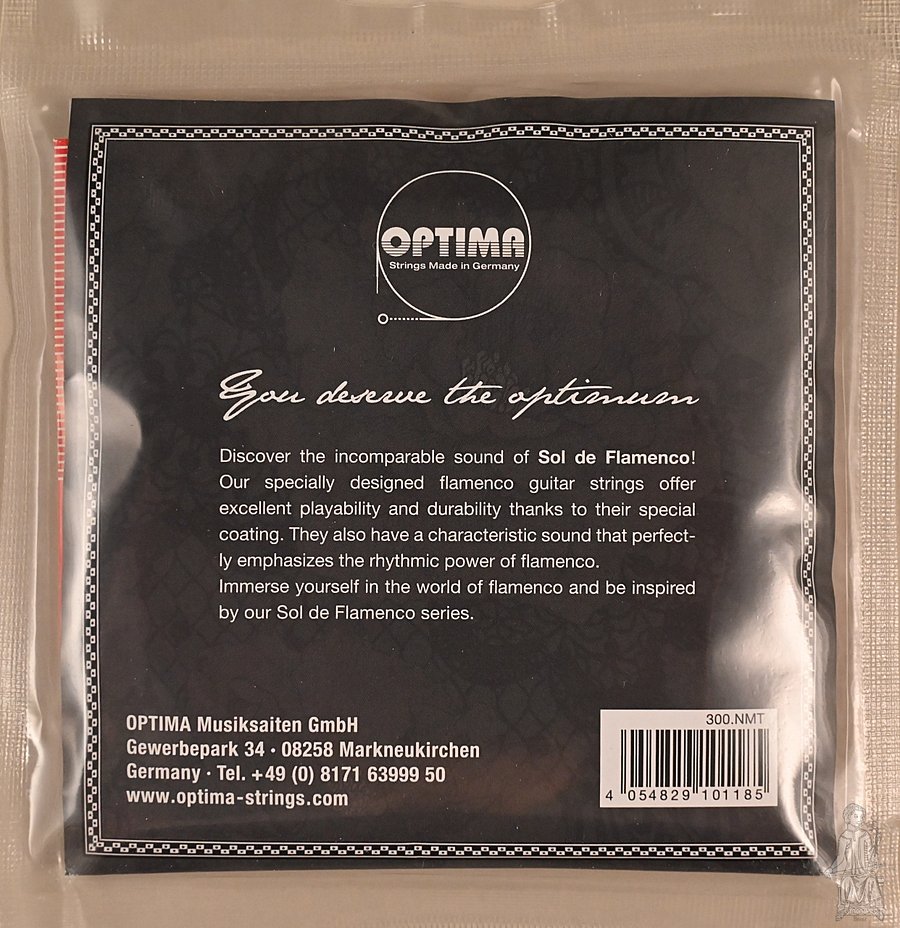 OPTIMA
Strings Made in Germany
You deserve the optimum
Discover the incomparable sound of Sol de Flamenco!
Our specially designed flamenco guitar strings offer
excellent playability and durability thanks to their special
coating. They also have a characteristic sound that perfect-
ly emphasizes the rhythmic power of flamenco.
Immerse yourself in the world of flamenco and be inspired
by our Sol de Flamenco series.
OPTIMA Musiksaiten GmbH
Gewerbepark 34 · 08258 Markneukirchen
Germany · Tel. +49 (0) 8171 63999 50
www.optima-strings.com
300.NMT
4 054829 101185